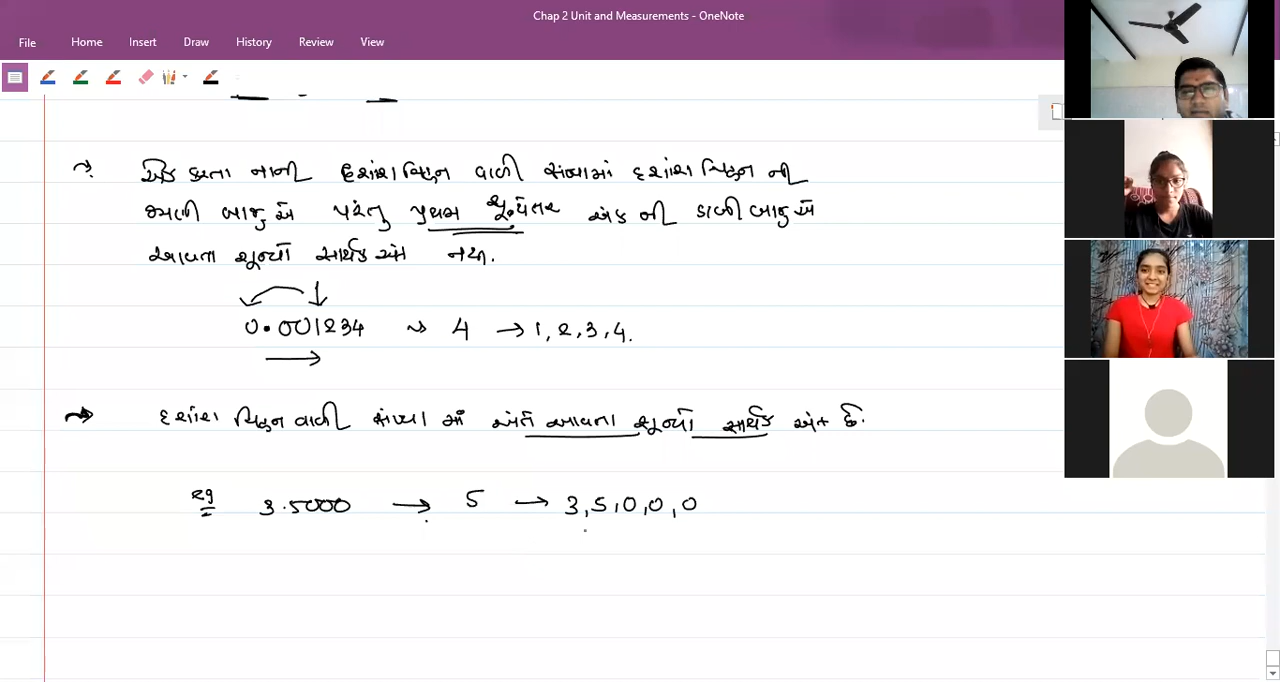 Chap 2 Unit and Measurements - OneNote
File Home Insert Draw History Review View
એક કરતા નાની દશાંશ ચિહ્ન વાળી સંખ્યામાં દશાંશ ચિહ્ન ની
જમણી બાજુ એ પરંતુ પ્રથમ શૂન્યેતર અંક ની ડાબી બાજુ એ
આવતા શૂન્યો સાર્થક અંક નથી.
0.001234 ~> 4 → 1, 2, 3, 4.
દશાંશ ચિહ્ન વાળી સંખ્યા માં અંતે આવતા શૂન્યો સાર્થક અંક છે.
eg 3.5000 → 5 → 3, 5, 0, 0, 0